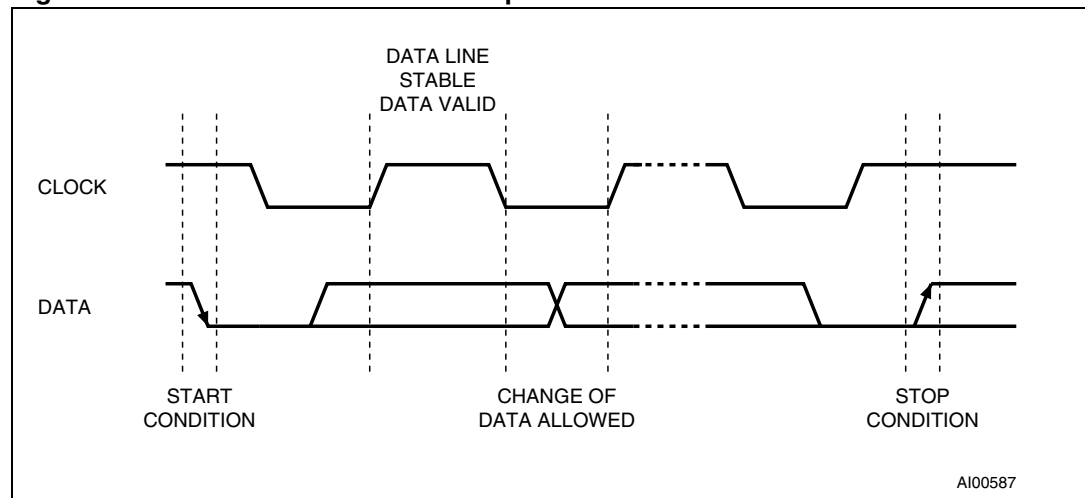 DATA LINE
STABLE
DATA VALID
CLOCK
DATA
START
CONDITION
CHANGE OF
DATA ALLOWED
STOP
CONDITION
AI00587